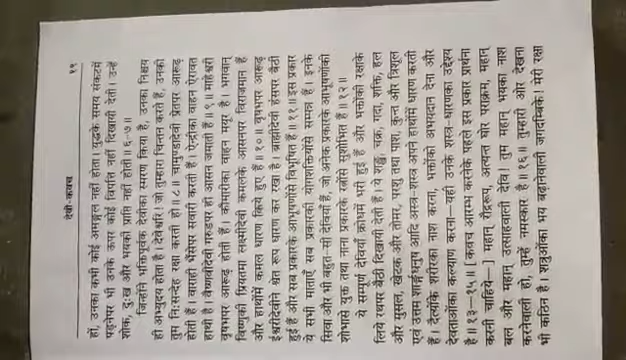 देवी-कवच
१९
हों, उनका कभी कोई अमङ्गल नहीं होता। युद्धके समय संकटमें
पड़नेपर भी उनके ऊपर कोई विपत्ति नहीं दिखायी देती। उन्हें
शोक, दुःख और भयकी प्राप्ति नहीं होती॥ ६-७॥
जिन्होंने भक्तिपूर्वक देवीका स्मरण किया है, उनका निश्चय
ही अभ्युदय होता है। देवेश्वरि! जो तुम्हारा चिन्तन करते हैं, उनकी
तुम निःसन्देह रक्षा करती हो॥ ८॥ चामुण्डादेवी प्रेतपर आरूढ़
होती हैं। वाराही भैंसेपर सवारी करती हैं। ऐन्द्रीका वाहन ऐरावत
हाथी है। वैष्णवीदेवी गरुडपर ही आसन जमाती हैं॥ ९॥ माहेश्वरी
वृषभपर आरूढ़ होती हैं। कौमारीका वाहन मयूर है। भगवान्
विष्णुकी प्रियतमा लक्ष्मीदेवी कमलके आसनपर विराजमान हैं
और हाथोंमें कमल धारण किये हुए हैं॥ १०॥ वृषभपर आरूढ़
ईश्वरीदेवीने श्वेत रूप धारण कर रखा है। ब्राह्मीदेवी हंसपर बैठी
हुई हैं और सब प्रकारके आभूषणोंसे विभूषित हैं॥ ११॥ इस प्रकार
ये सभी माताएँ सब प्रकारकी योगशक्तियोंसे सम्पन्न हैं। इनके
सिवा और भी बहुत-सी देवियाँ हैं, जो अनेक प्रकारके आभूषणोंकी
शोभासे युक्त तथा नाना प्रकारके रत्नोंसे सुशोभित हैं॥ १२॥
ये सम्पूर्ण देवियाँ क्रोधमें भरी हुई हैं और भक्तोंकी रक्षाके
लिये रथपर बैठी दिखायी देती हैं। ये शङ्ख, चक्र, गदा, शक्ति, हल
और मुसल, खेटक और तोमर, परशु तथा पाश, कुन्त और त्रिशूल
एवं उत्तम शार्ङ्गधनुष आदि अस्त्र-शस्त्र अपने हाथोंमें धारण करती
हैं। दैत्योंके शरीरका नाश करना, भक्तोंको अभयदान देना और
देवताओंका कल्याण करना—यही उनके शस्त्र-धारणका उद्देश्य
है॥ १३—१५॥ [कवच आरम्भ करनेके पहले इस प्रकार प्रार्थना
करनी चाहिये—] महान् रौद्ररूप, अत्यन्त घोर पराक्रम, महान्
बल और महान् उत्साहवाली देवि! तुम महान् भयका नाश
करनेवाली हो, तुम्हें नमस्कार है॥ १६॥ तुम्हारी ओर देखना
भी कठिन है। शत्रुओंका भय बढ़ानेवाली जगदम्बिके! मेरी रक्षा